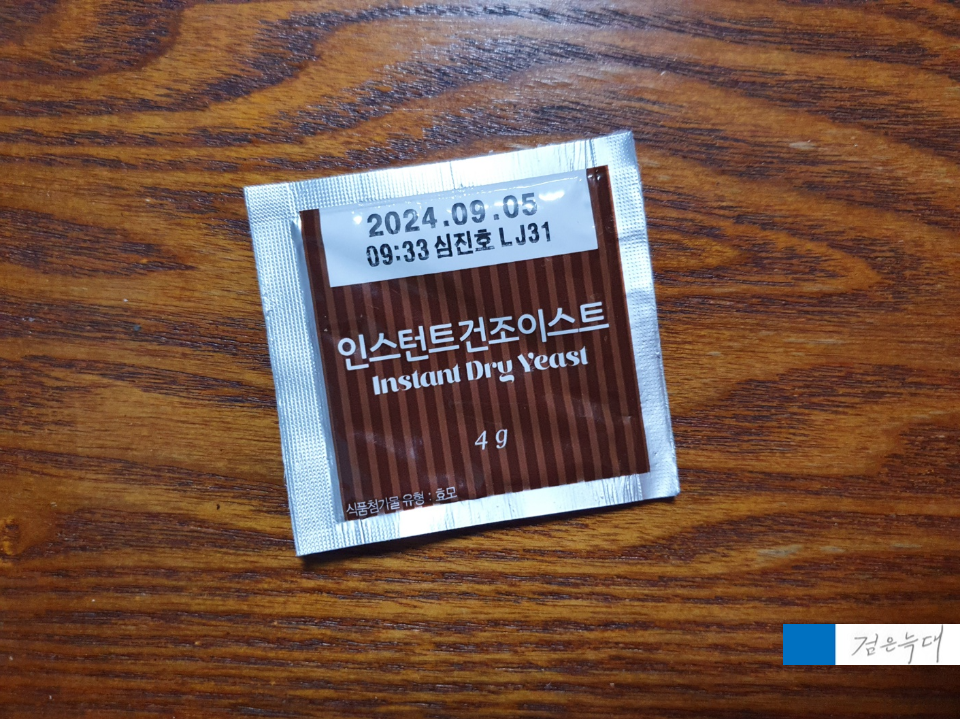 2024.09.05
09:33 심진호 LJ31
인스턴트건조이스트
Instant Dry Yeast
4 g
식품첨가물 유형 : 효모
검은늑대